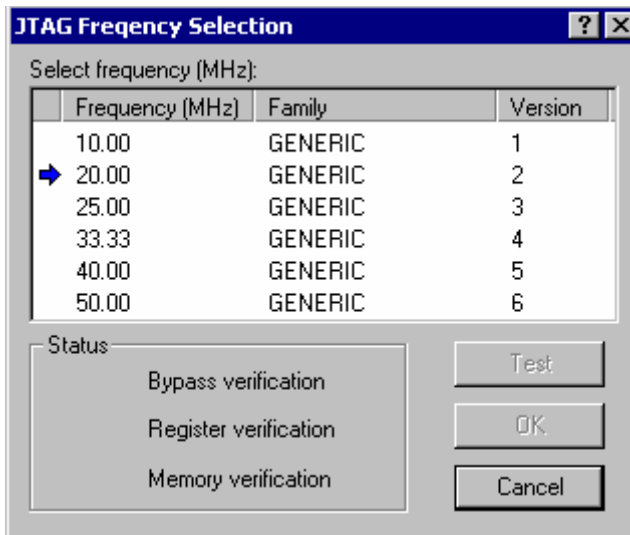 JTAG Freqency Selection
Select frequency (MHz):
Frequency (MHz) Family Version
10.00 GENERIC 1
20.00 GENERIC 2
25.00 GENERIC 3
33.33 GENERIC 4
40.00 GENERIC 5
50.00 GENERIC 6
Status
Bypass verification
Register verification
Memory verification
Test
OK
Cancel